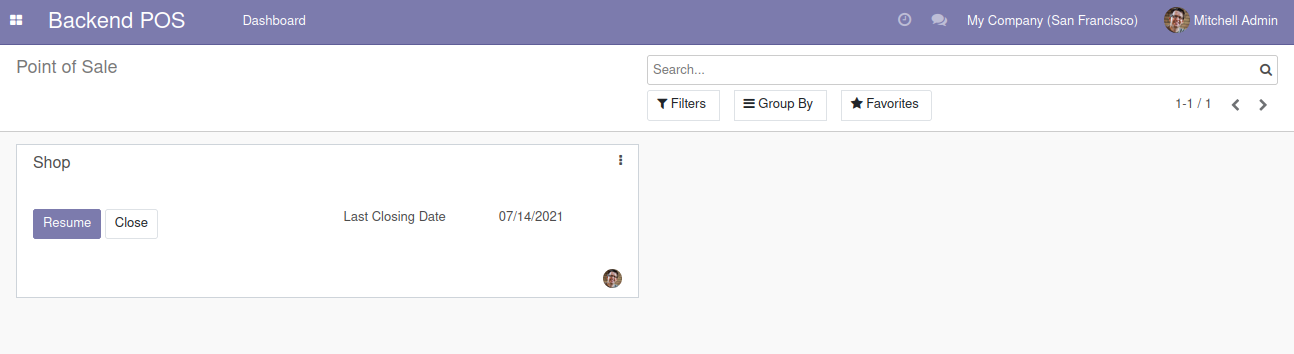 Backend POS Dashboard My Company (San Francisco) Mitchell Admin
Point of Sale
Search...
Filters Group By Favorites 1-1 / 1
Shop
Resume Close Last Closing Date 07/14/2021